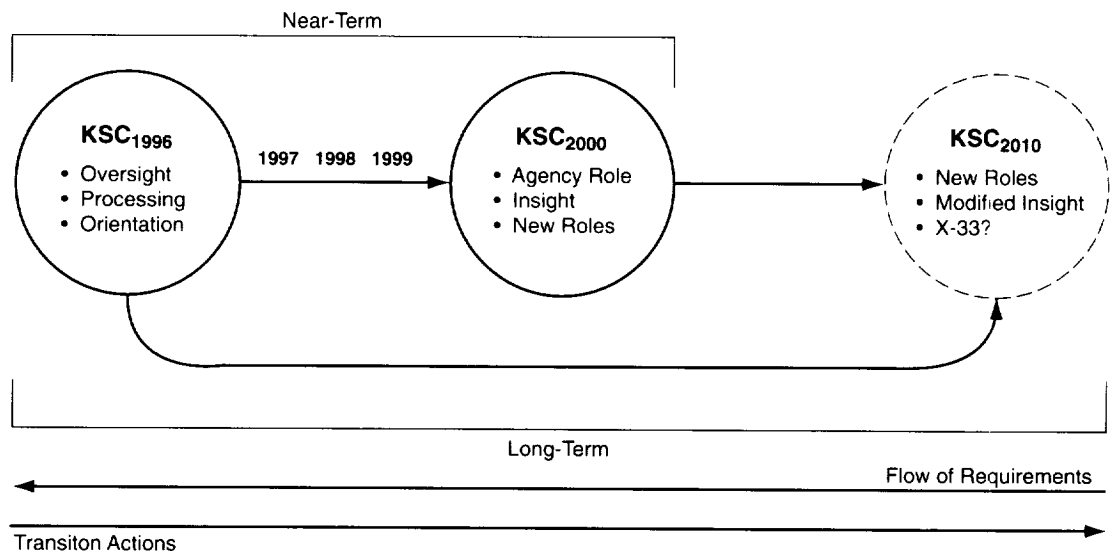 Near-Term
KSC1996
• Oversight
• Processing
• Orientation
1997 1998 1999
KSC2000
• Agency Role
• Insight
• New Roles
KSC2010
• New Roles
• Modified Insight
• X-33?
Long-Term
Flow of Requirements
Transiton Actions